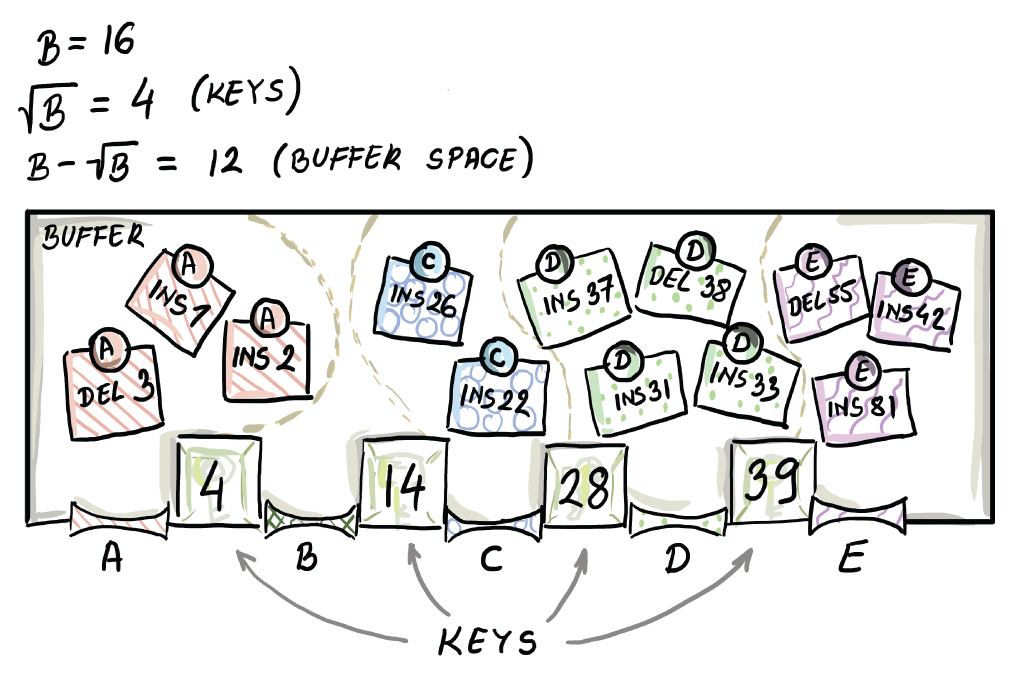 B = 16
√B = 4 (KEYS)
B - √B = 12 (BUFFER SPACE)
BUFFER
A
INS 7
A
INS 2
A
DEL 3
C
INS 26
C
INS 22
D
INS 37
D
DEL 38
D
INS 31
D
INS 33
E
DEL 55
E
INS 42
E
INS 81
4 14 28 39
A B C D E
KEYS